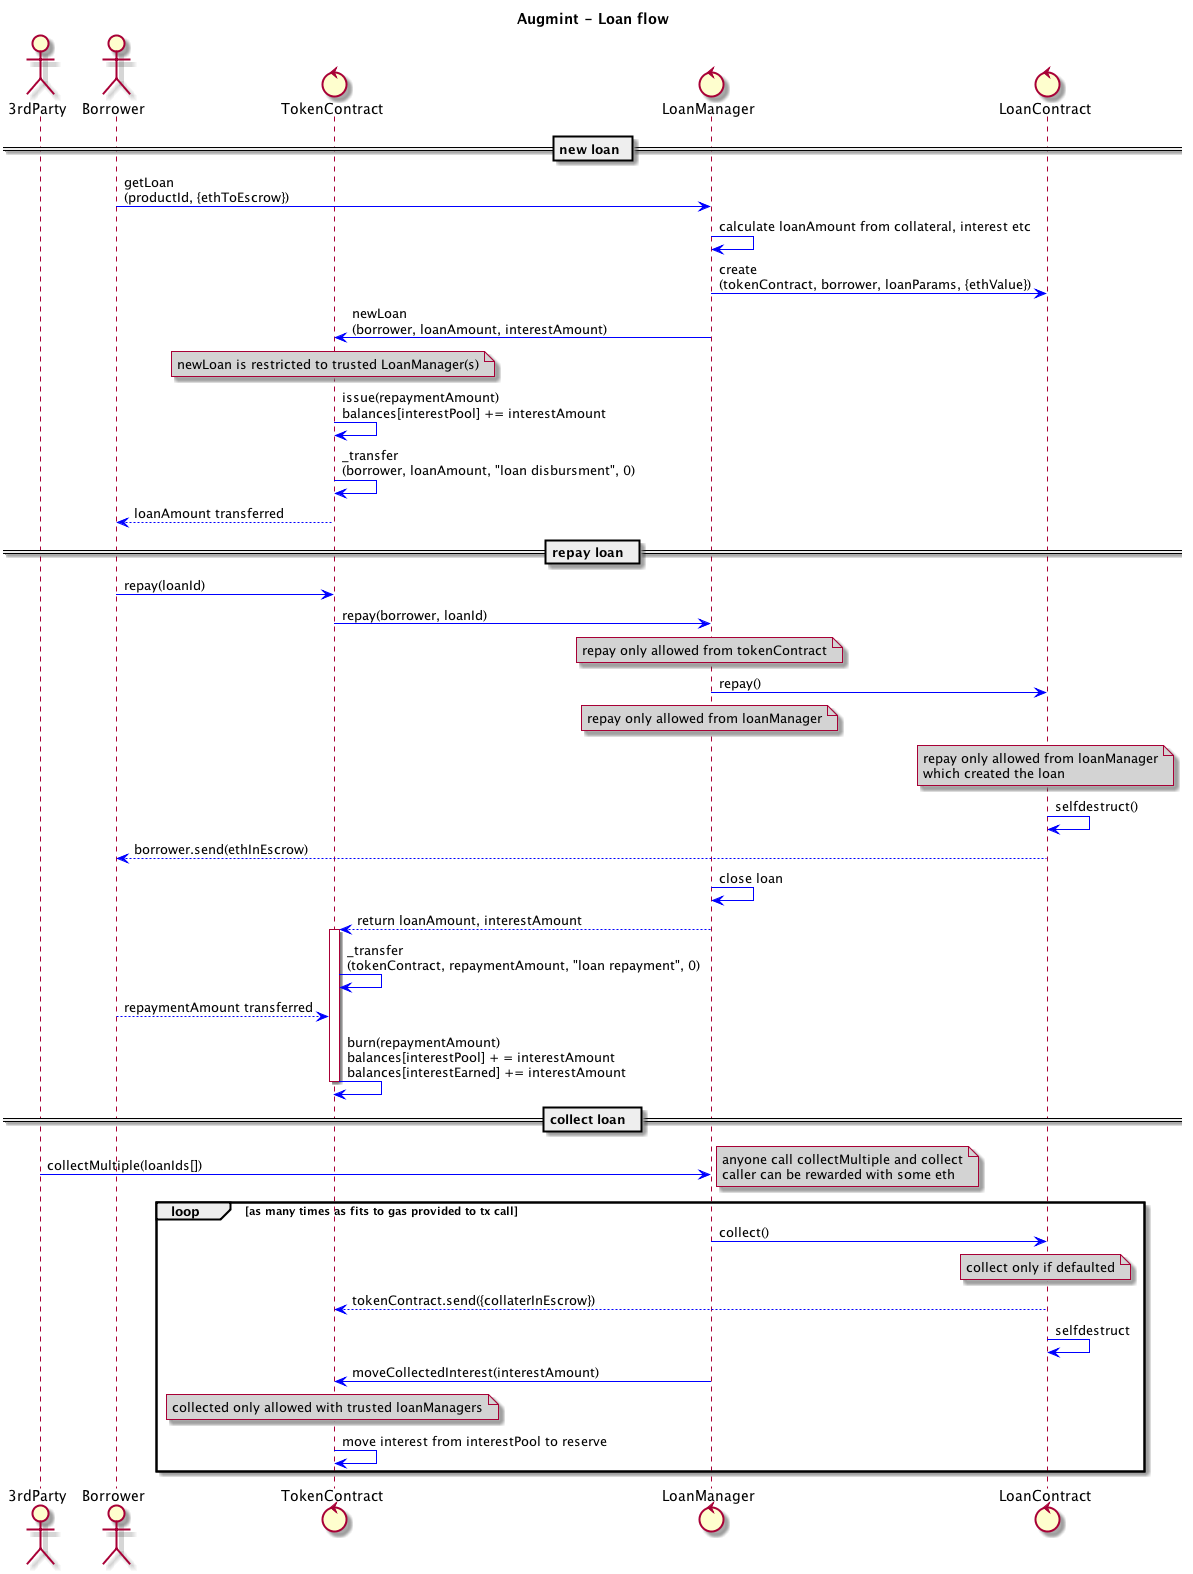 Augmint - Loan flow
3rdParty
Borrower
TokenContract
LoanManager
LoanContract
new loan
getLoan
(productId, {ethToEscrow})
calculate loanAmount from collateral, interest etc
create
(tokenContract, borrower, loanParams, {ethValue})
newLoan
(borrower, loanAmount, interestAmount)
newLoan is restricted to trusted LoanManager(s)
issue(repaymentAmount)
balances[interestPool] += interestAmount
_transfer
(borrower, loanAmount, "loan disbursment", 0)
loanAmount transferred
repay loan
repay(loanId)
repay(borrower, loanId)
repay only allowed from tokenContract
repay()
repay only allowed from loanManager
repay only allowed from loanManager
which created the loan
selfdestruct()
borrower.send(ethInEscrow)
close loan
return loanAmount, interestAmount
_transfer
(tokenContract, repaymentAmount, "loan repayment", 0)
repaymentAmount transferred
burn(repaymentAmount)
balances[interestPool] + = interestAmount
balances[interestEarned] += interestAmount
collect loan
collectMultiple(loanIds[])
anyone call collectMultiple and collect
caller can be rewarded with some eth
loop
[as many times as fits to gas provided to tx call]
collect()
collect only if defaulted
tokenContract.send({collaterInEscrow})
selfdestruct
moveCollectedInterest(interestAmount)
collected only allowed with trusted loanManagers
move interest from interestPool to reserve
3rdParty
Borrower
TokenContract
LoanManager
LoanContract